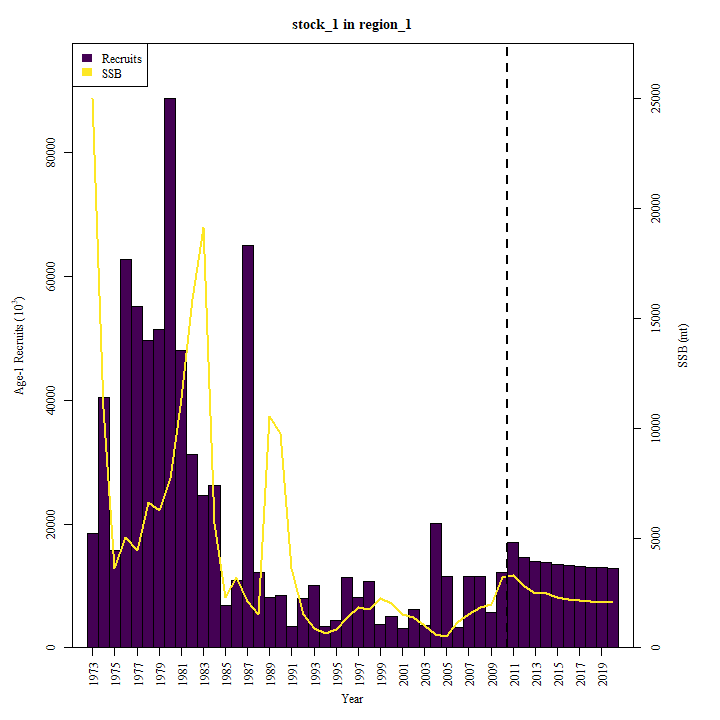 stock_1 in region_1
Recruits
SSB
Age-1 Recruits (10³)
0
20000
40000
60000
80000
SSB (mt)
0
5000
10000
15000
20000
25000
1973 1975 1977 1979 1981 1983 1985 1987 1989 1991 1993 1995 1997 1999 2001 2003 2005 2007 2009 2011 2013 2015 2017 2019
Year